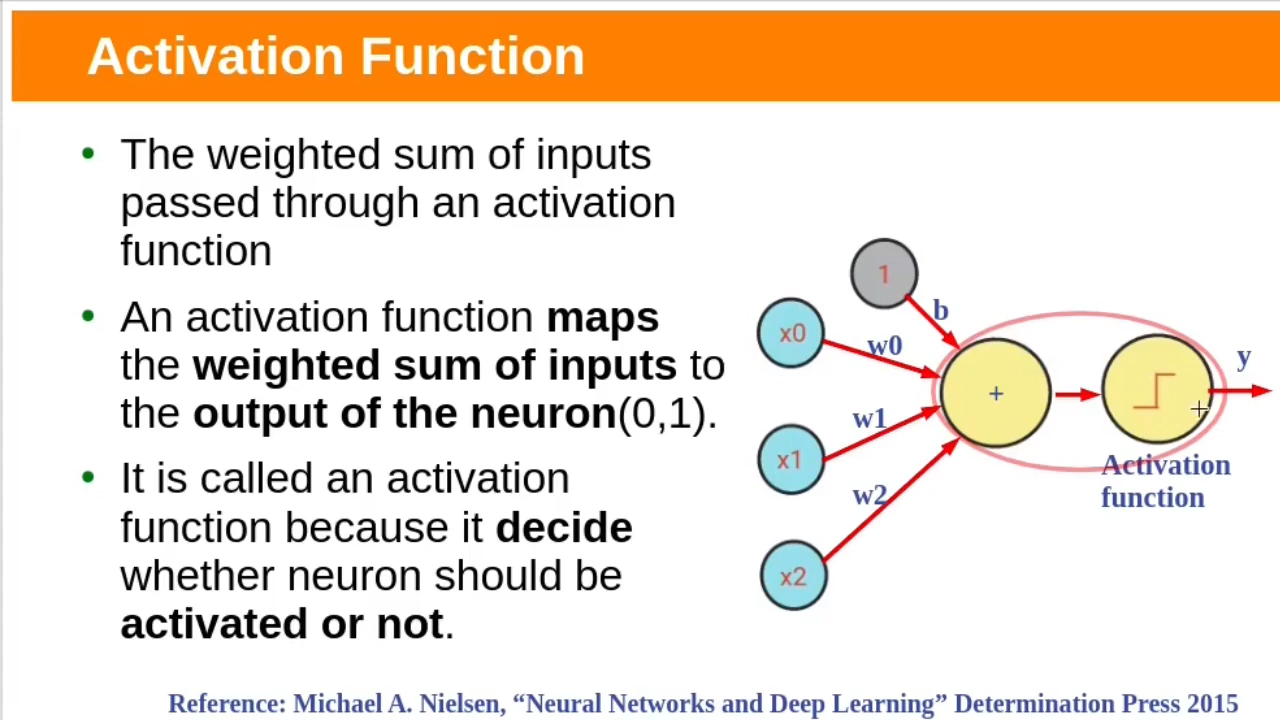 Activation Function
• The weighted sum of inputs
passed through an activation
function
• An activation function maps
the weighted sum of inputs to
the output of the neuron(0,1).
• It is called an activation
function because it decide
whether neuron should be
activated or not.
1
b
x0
w0
y
+
w1
x1
Activation
function
w2
x2
Reference: Michael A. Nielsen, “Neural Networks and Deep Learning” Determination Press 2015